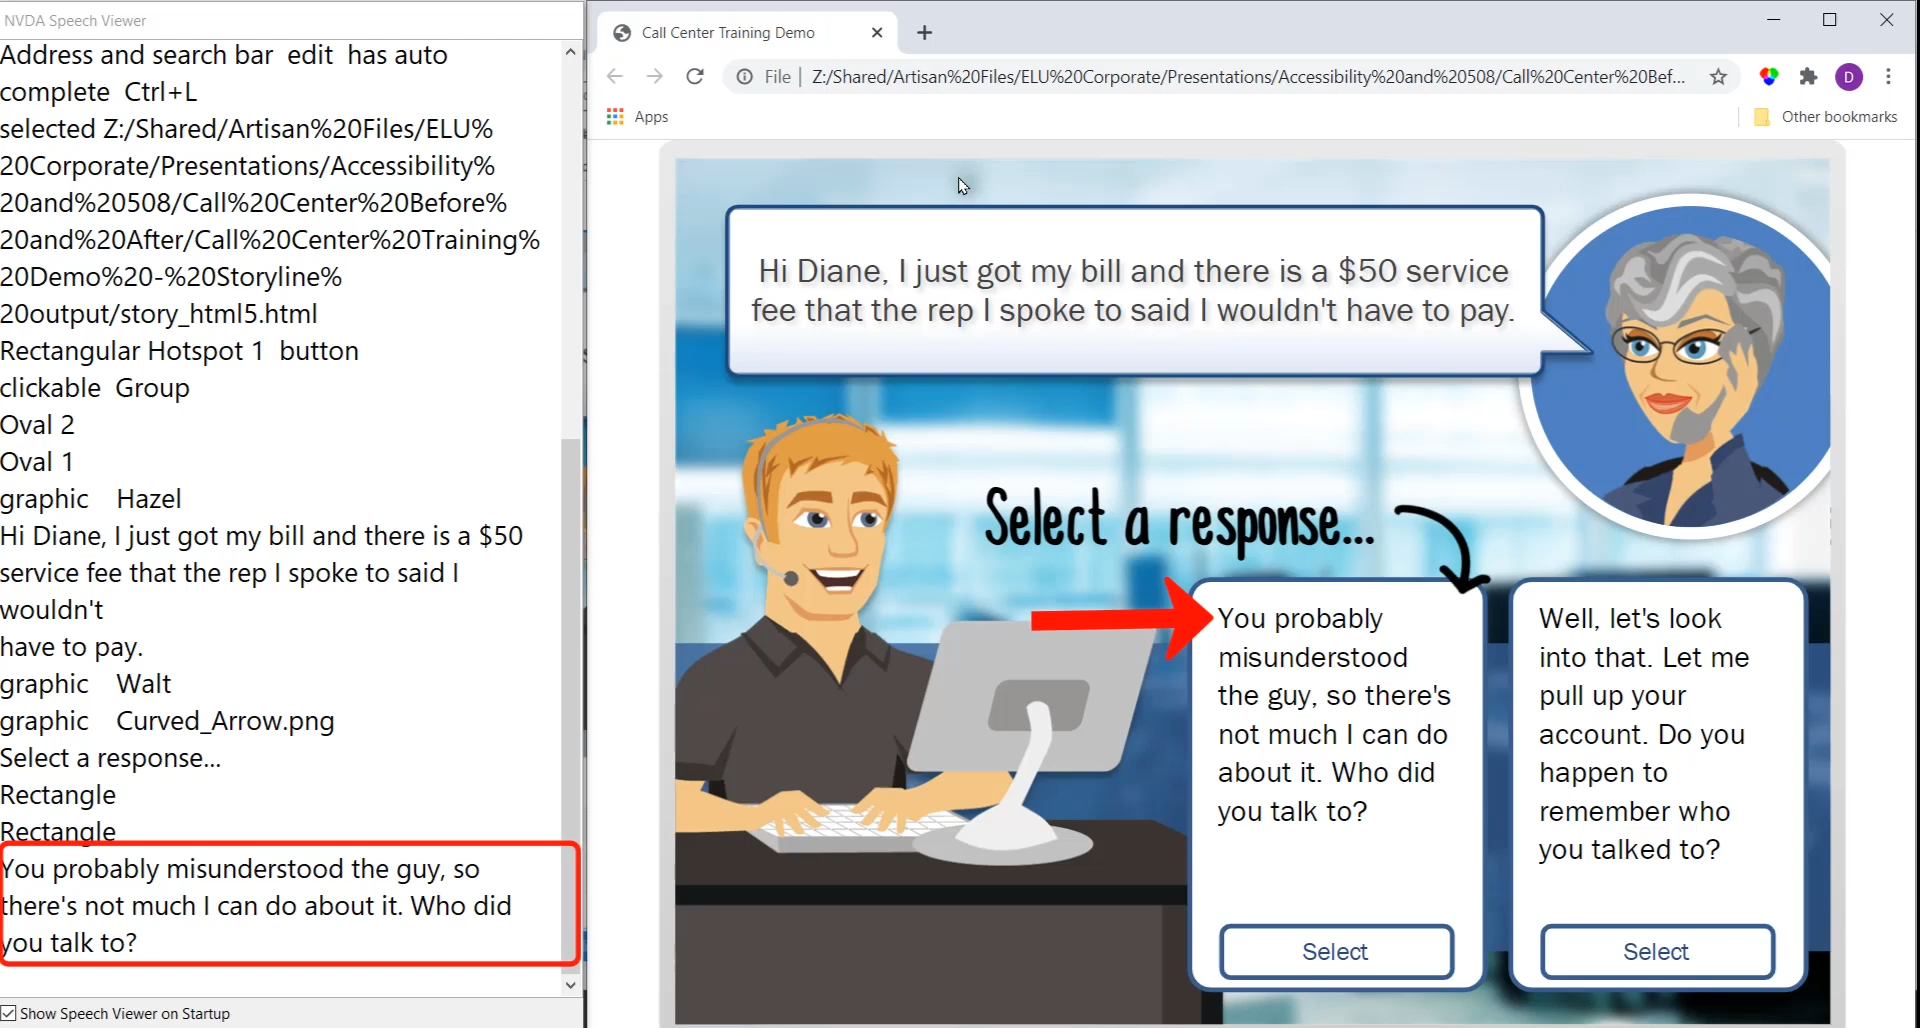 NVDA Speech Viewer
Address and search bar  edit  has auto
complete  Ctrl+L
selected Z:/Shared/Artisan%20Files/ELU%
20Corporate/Presentations/Accessibility%
20and%20508/Call%20Center%20Before%
20and%20After/Call%20Center%20Training%
20Demo%20-%20Storyline%
20output/story_html5.html
Rectangular Hotspot 1  button
clickable  Group
Oval 2
Oval 1
graphic    Hazel
Hi Diane, I just got my bill and there is a $50
service fee that the rep I spoke to said I
wouldn't
have to pay.
graphic    Walt
graphic    Curved_Arrow.png
Select a response...
Rectangle
Rectangle
You probably misunderstood the guy, so
there's not much I can do about it. Who did
you talk to?
Show Speech Viewer on Startup
Call Center Training Demo
File | Z:/Shared/Artisan%20Files/ELU%20Corporate/Presentations/Accessibility%20and%20508/Call%20Center%20Bef...
D
Apps
Other bookmarks
Hi Diane, I just got my bill and there is a $50 service
fee that the rep I spoke to said I wouldn't have to pay.
Select a response...
You probably
misunderstood
the guy, so there's
not much I can do
about it. Who did
you talk to?
Select
Well, let's look
into that. Let me
pull up your
account. Do you
happen to
remember who
you talked to?
Select